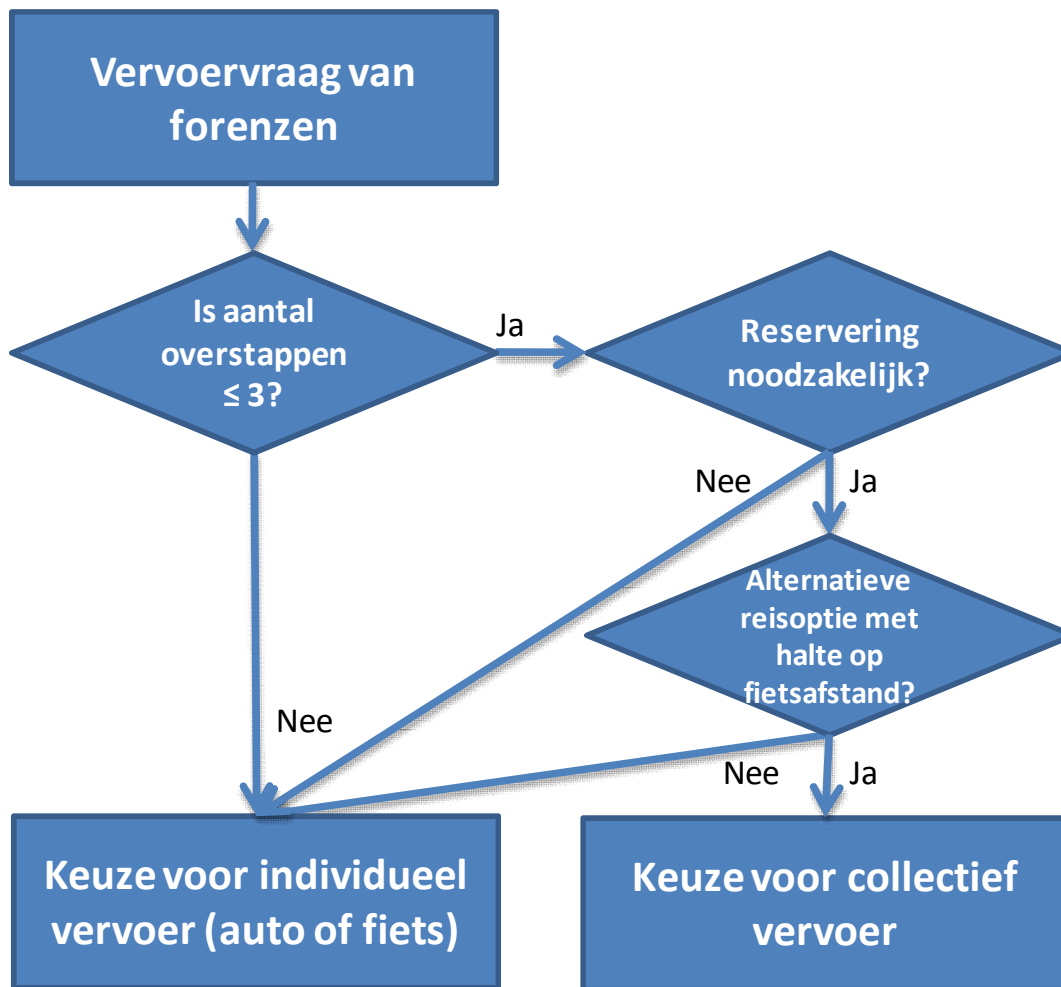 Vervoervraag van
forenzen
Is aantal
overstappen
≤ 3?
Ja
Reservering
noodzakelijk?
Nee
Ja
Alternatieve
reisoptie met
halte op
fietsafstand?
Nee
Nee
Ja
Keuze voor individueel
vervoer (auto of fiets)
Keuze voor collectief
vervoer